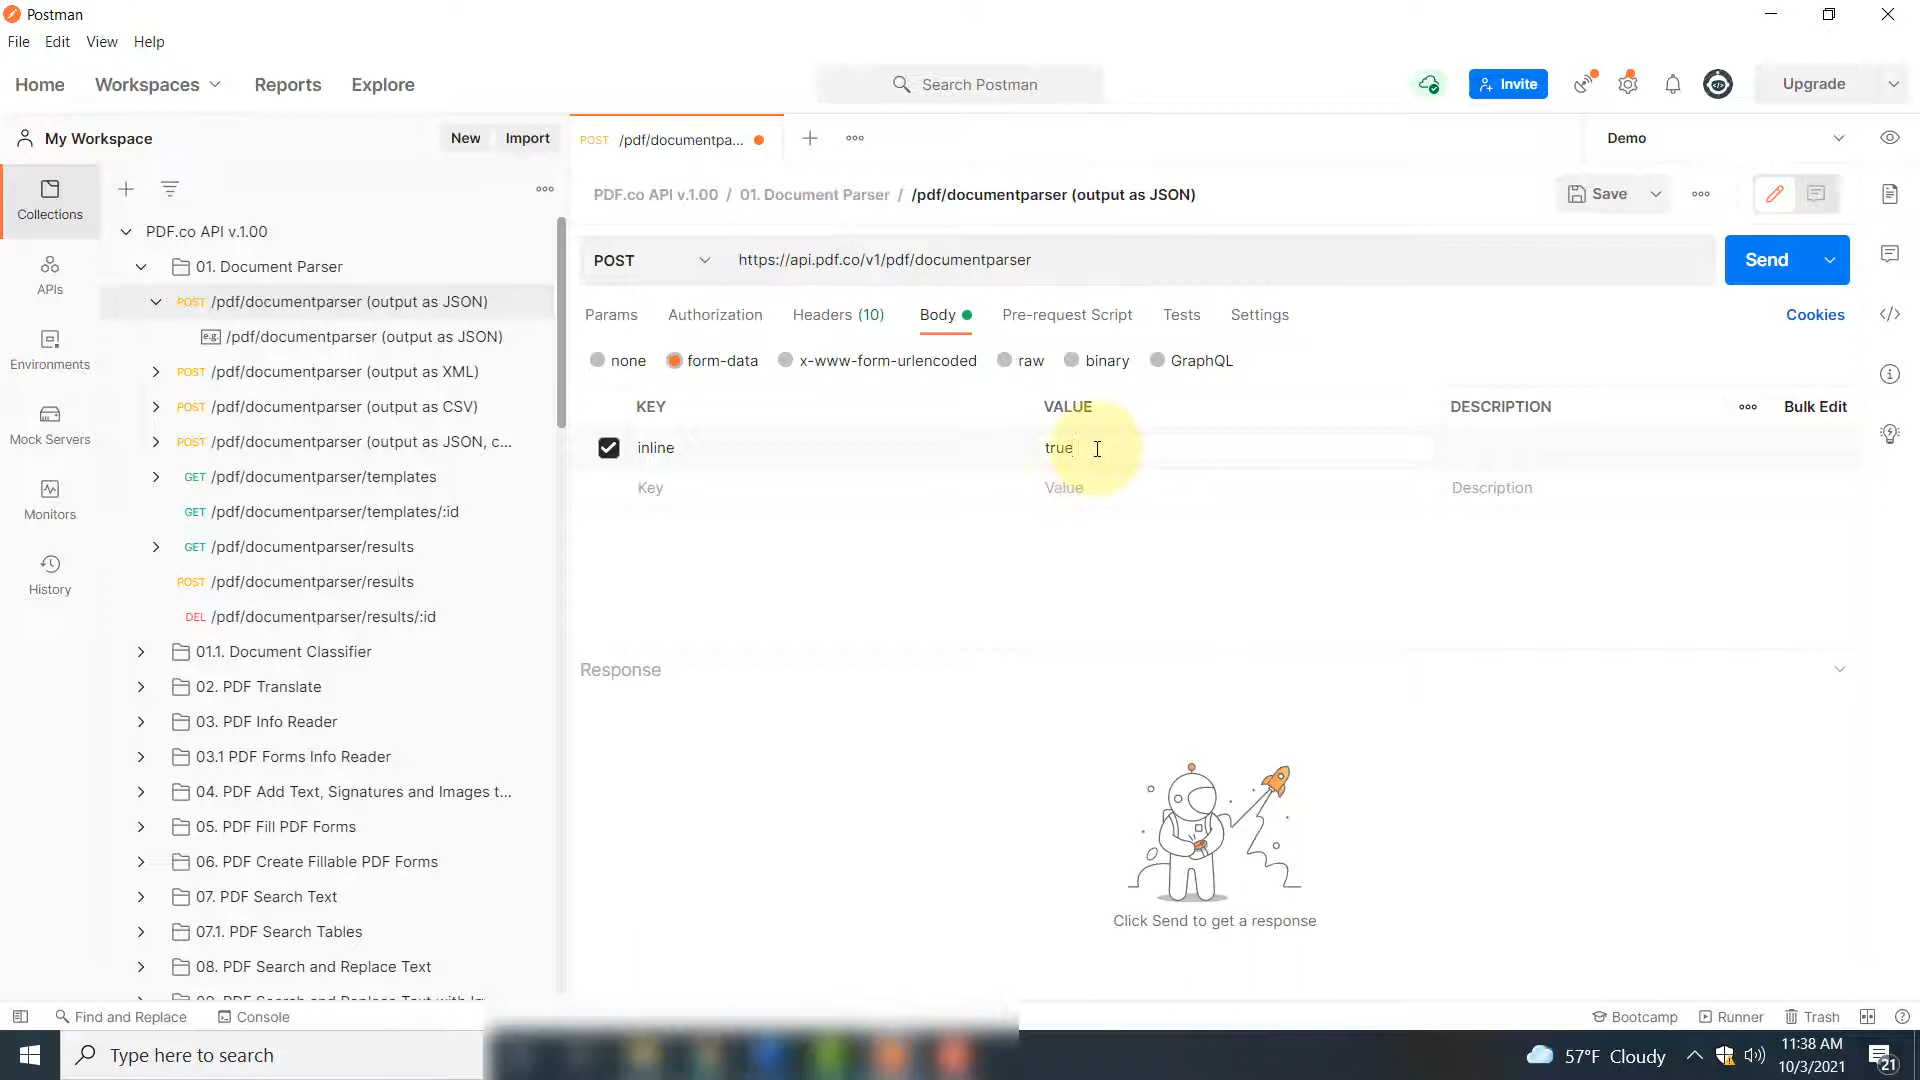 Postman
File Edit View Help
Home Workspaces Reports Explore
Search Postman
Invite
Upgrade
My Workspace
New Import
POST /pdf/documentpa...
Demo
Collections
APIs
Environments
Mock Servers
Monitors
History
PDF.co API v.1.00
01. Document Parser
POST /pdf/documentparser (output as JSON)
e.g. /pdf/documentparser (output as JSON)
POST /pdf/documentparser (output as XML)
POST /pdf/documentparser (output as CSV)
POST /pdf/documentparser (output as JSON, c...
GET /pdf/documentparser/templates
GET /pdf/documentparser/templates/:id
GET /pdf/documentparser/results
POST /pdf/documentparser/results
DEL /pdf/documentparser/results/:id
01.1. Document Classifier
02. PDF Translate
03. PDF Info Reader
03.1 PDF Forms Info Reader
04. PDF Add Text, Signatures and Images t...
05. PDF Fill PDF Forms
06. PDF Create Fillable PDF Forms
07. PDF Search Text
07.1. PDF Search Tables
08. PDF Search and Replace Text
PDF.co API v.1.00 / 01. Document Parser / /pdf/documentparser (output as JSON)
Save
POST https://api.pdf.co/v1/pdf/documentparser
Send
Params Authorization Headers (10) Body Pre-request Script Tests Settings
Cookies
none form-data x-www-form-urlencoded raw binary GraphQL
KEY VALUE DESCRIPTION
Bulk Edit
inline true
Key Value Description
Response
Click Send to get a response
Find and Replace Console
Bootcamp Runner Trash
Type here to search
57°F Cloudy
11:38 AM
10/3/2021
21